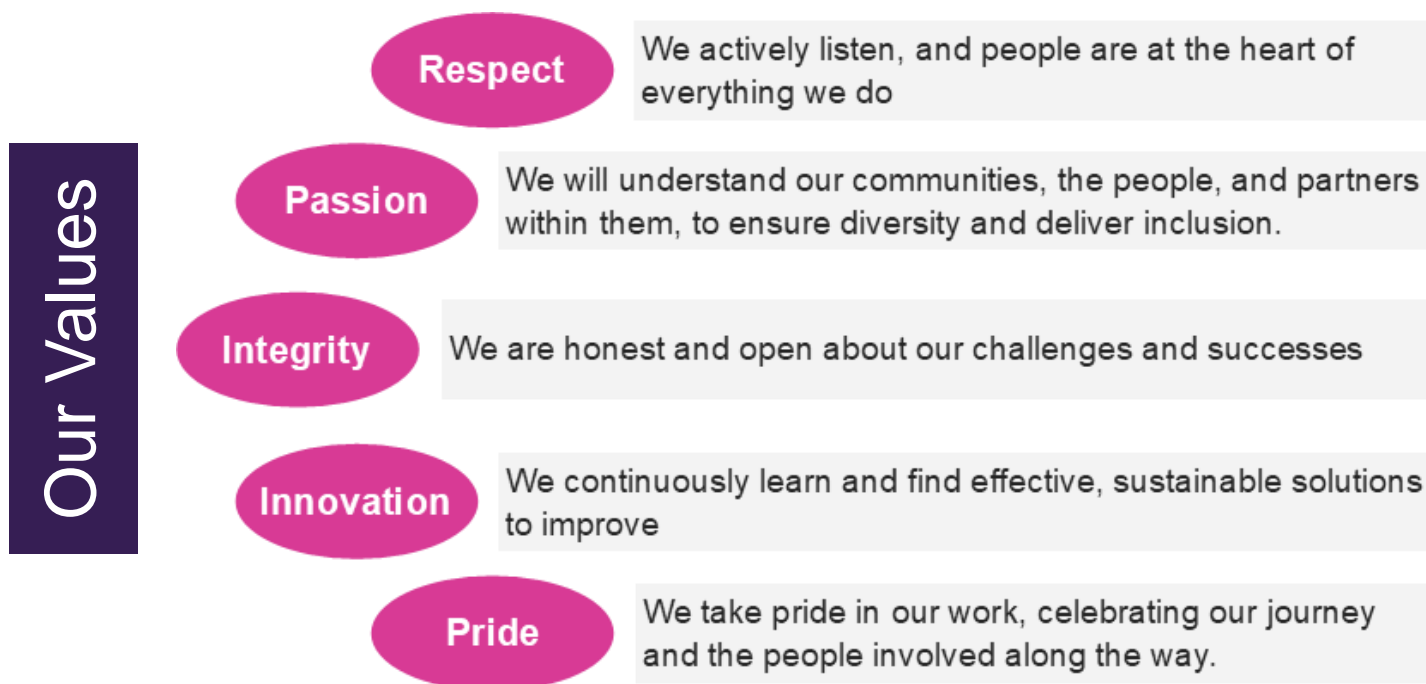 Our Values
Respect
We actively listen, and people are at the heart of
everything we do
Passion
We will understand our communities, the people, and partners
within them, to ensure diversity and deliver inclusion.
Integrity
We are honest and open about our challenges and successes
Innovation
We continuously learn and find effective, sustainable solutions
to improve
Pride
We take pride in our work, celebrating our journey
and the people involved along the way.